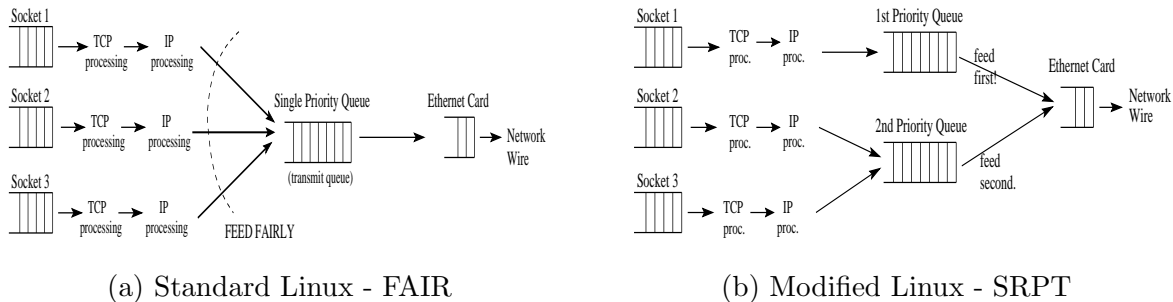 Socket 1
TCP
processing
IP
processing
Socket 2
TCP
processing
IP
processing
Socket 3
TCP
processing
IP
processing
FEED FAIRLY
Single Priority Queue
(transmit queue)
Ethernet Card
Network
Wire
(a) Standard Linux - FAIR
Socket 1
TCP
proc.
IP
proc.
1st Priority Queue
feed
first!
Socket 2
TCP
proc.
IP
proc.
2nd Priority Queue
feed
second.
Socket 3
TCP
proc.
IP
proc.
Ethernet Card
Network
Wire
(b) Modified Linux - SRPT